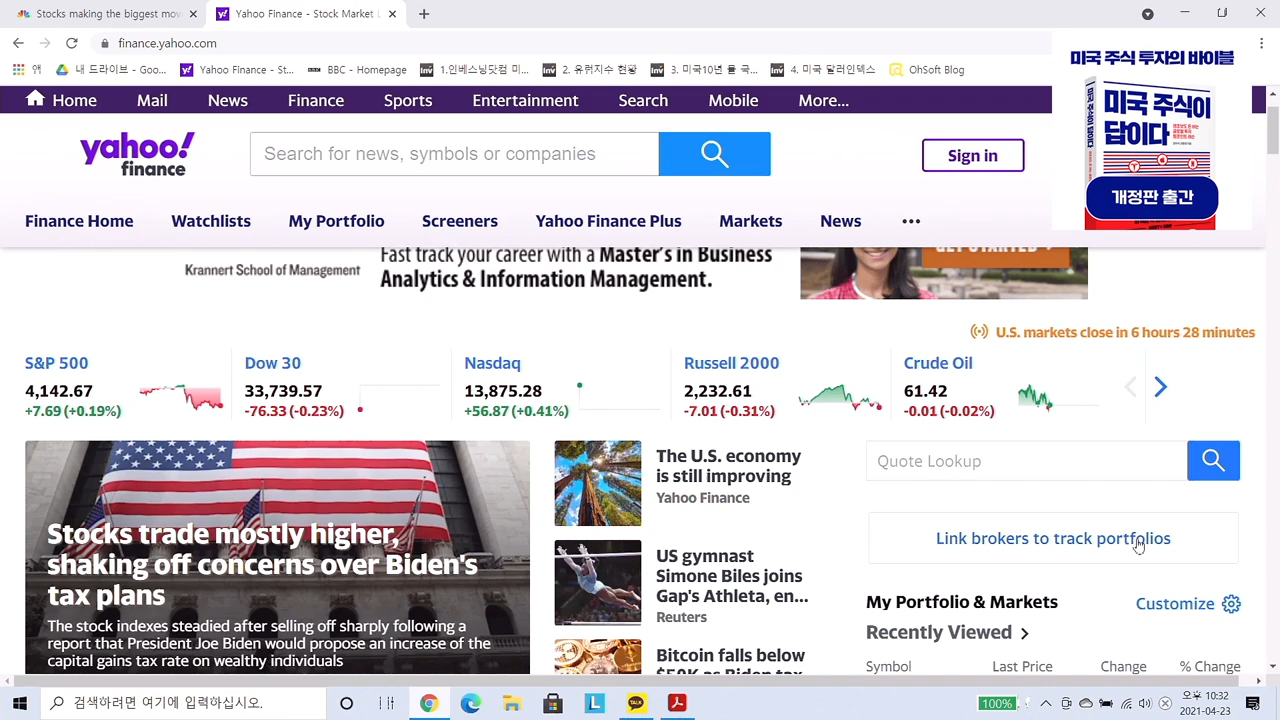 Stocks making the biggest mov
Yahoo Finance - Stock Market L
finance.yahoo.com
앱
내 드라이브 - Goo...
Yahoo Finance - St...
BBC - Homepage
2. 유럽지수 현황
3. 미국10년 물 국...
4. 미국 달러인덱스
OhSoft Blog
미국 주식 투자의 바이블
미국 주식이
답이다
개정판 출간
Home Mail News Finance Sports Entertainment Search Mobile More...
yahoo!
finance
Search for news, symbols or companies
Sign in
Finance Home Watchlists My Portfolio Screeners Yahoo Finance Plus Markets News •••
Krannert School of Management
Fast track your career with a Master's in Business
Analytics & Information Management.
GET STARTED
U.S. markets close in 6 hours 28 minutes
S&P 500
4,142.67
+7.69 (+0.19%)
Dow 30
33,739.57
-76.33 (-0.23%)
Nasdaq
13,875.28
+56.87 (+0.41%)
Russell 2000
2,232.61
-7.01 (-0.31%)
Crude Oil
61.42
-0.01 (-0.02%)
Stocks trade mostly higher,
shaking off concerns over Biden's
tax plans
The stock indexes steadied after selling off sharply following a
report that President Joe Biden would propose an increase of the
capital gains tax rate on wealthy individuals
The U.S. economy
is still improving
Yahoo Finance
US gymnast
Simone Biles joins
Gap's Athleta, en...
Reuters
Bitcoin falls below
$50K as Biden tax
Quote Lookup
Link brokers to track portfolios
My Portfolio & Markets
Customize
Recently Viewed
Symbol Last Price Change % Change
검색하려면 여기에 입력하십시오.
TALK
100%
오후 10:32
2021-04-23